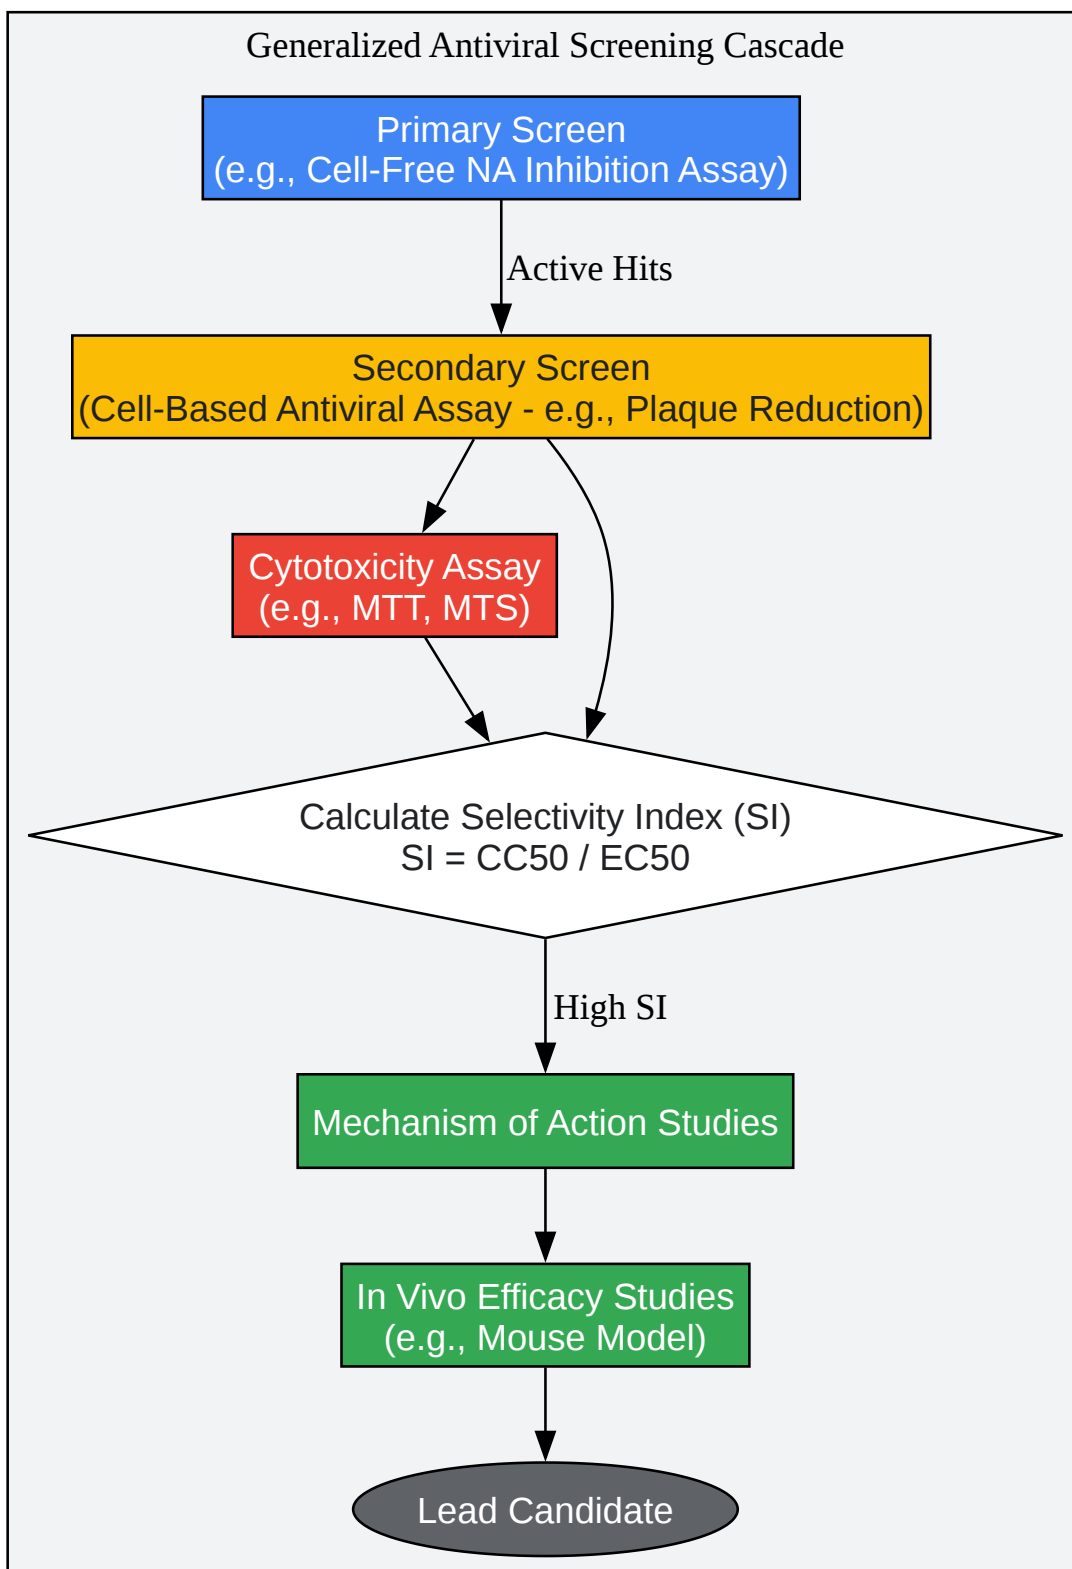 Generalized Antiviral Screening Cascade
Primary Screen
(e.g., Cell-Free NA Inhibition Assay)
Active Hits
Secondary Screen
(Cell-Based Antiviral Assay - e.g., Plaque Reduction)
Cytotoxicity Assay
(e.g., MTT, MTS)
Calculate Selectivity Index (SI)
SI = CC50 / EC50
High SI
Mechanism of Action Studies
In Vivo Efficacy Studies
(e.g., Mouse Model)
Lead Candidate